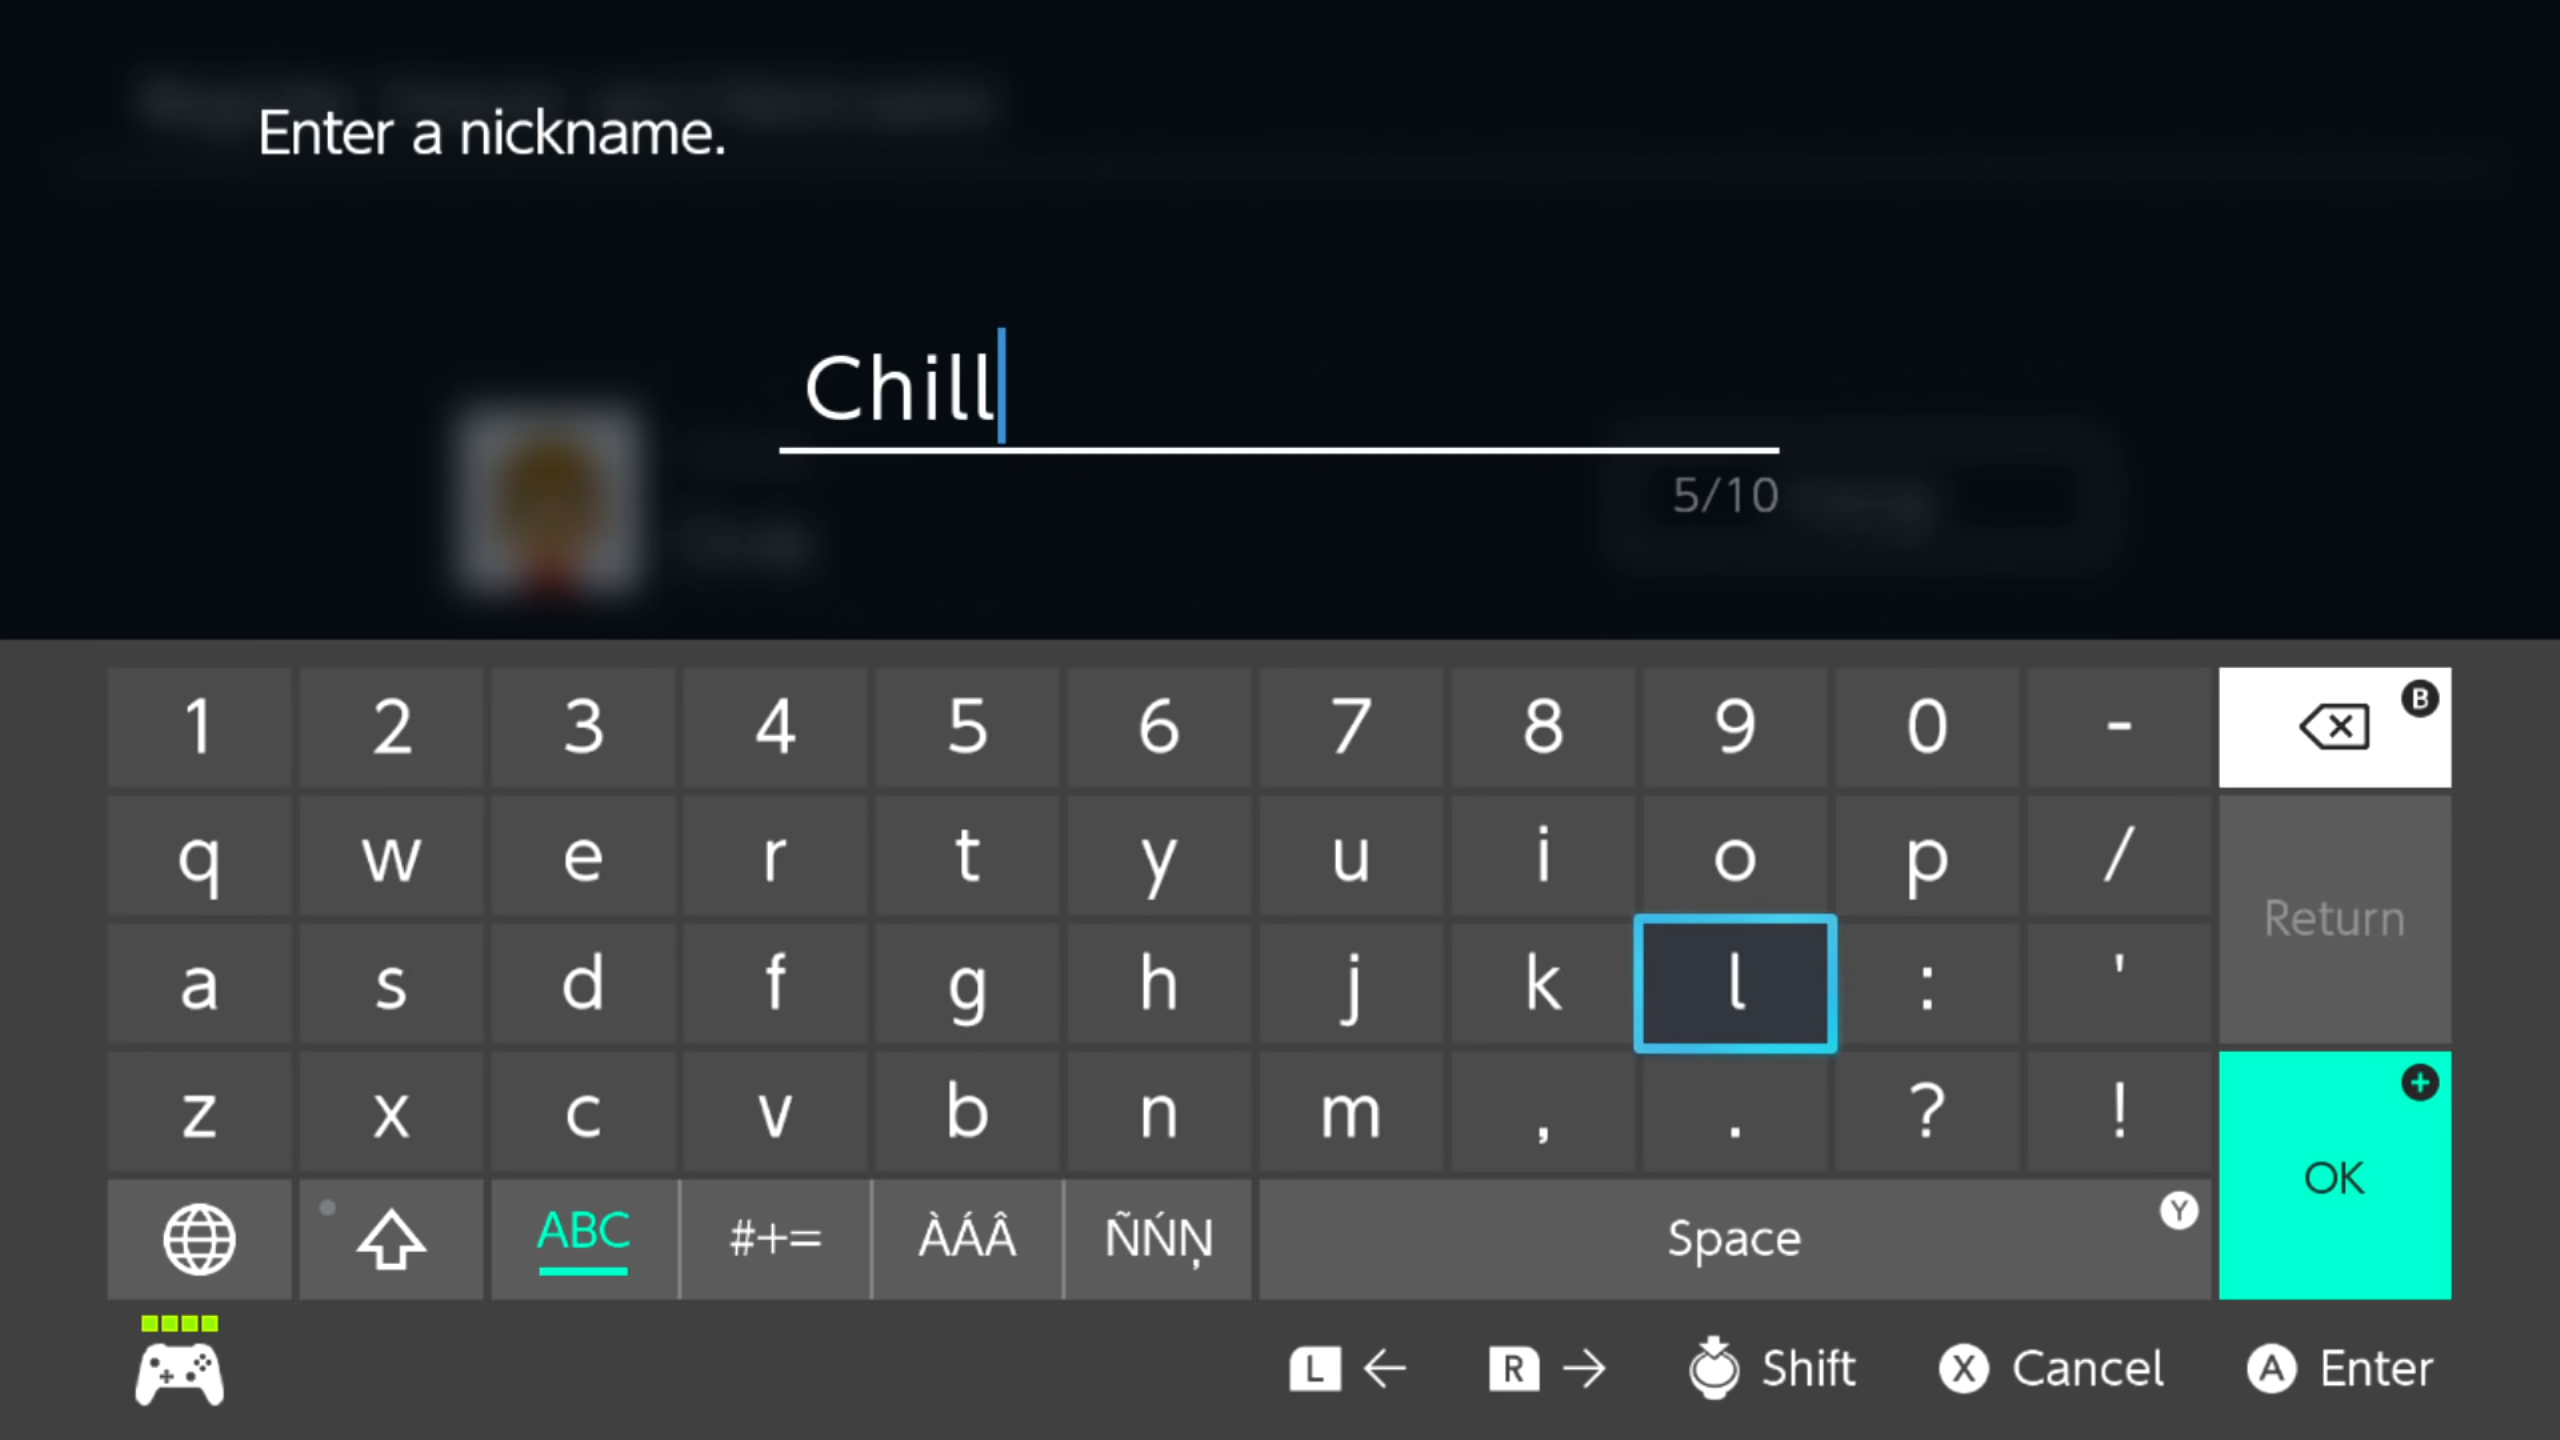 Enter a nickname.
Chill
5/10
1 2 3 4 5 6 7 8 9 0 - B
q w e r t y u i o p /
Return
a s d f g h j k l : '
z x c v b n m , . ? ! +
OK
ABC #+= ÀÁÂ ÑŃŅ Space Y
L ← R → Shift X Cancel A Enter